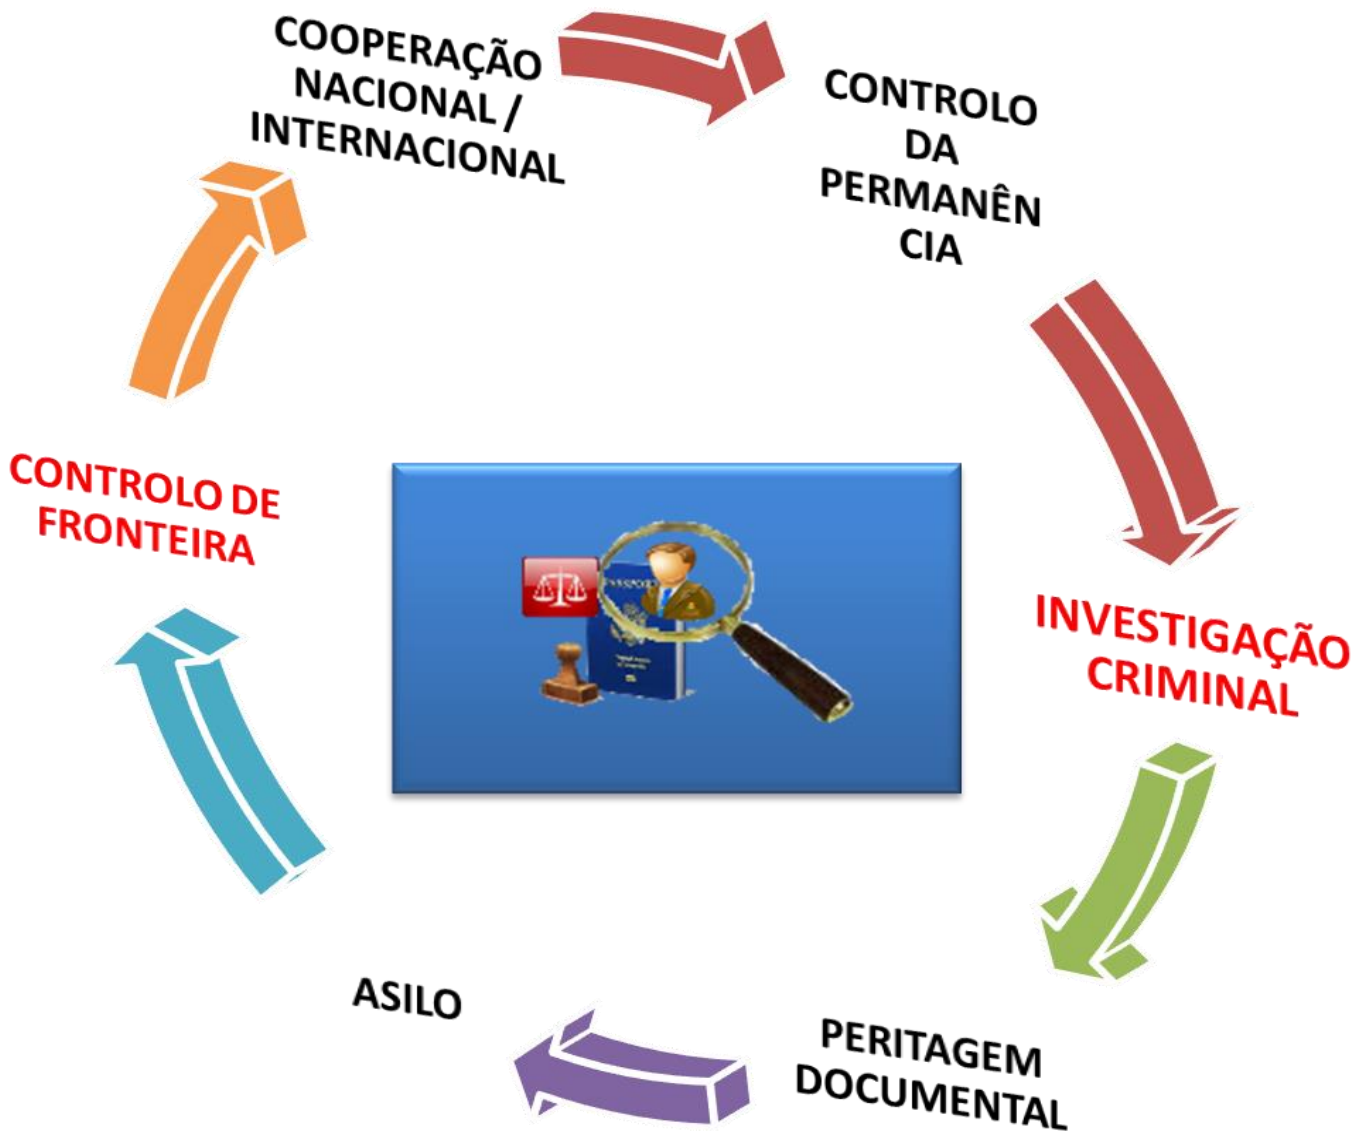 COOPERAÇÃO
NACIONAL /
INTERNACIONAL
CONTROLO
DA
PERMANÊN
CIA
CONTROLO DE
FRONTEIRA
INVESTIGAÇÃO
CRIMINAL
ASILO
PERITAGEM
DOCUMENTAL